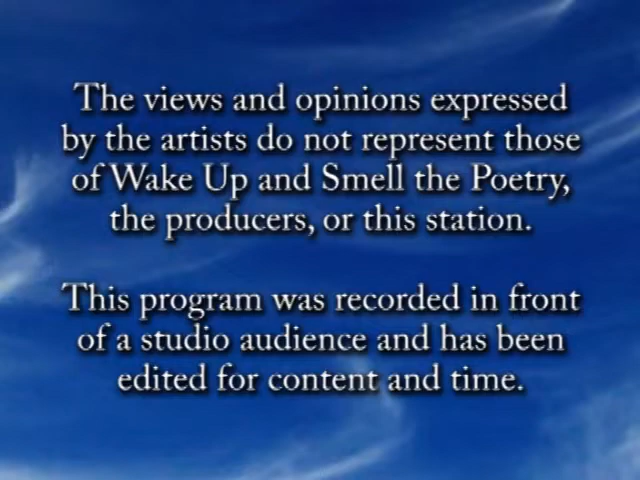 The views and opinions expressed
by the artists do not represent those
of Wake Up and Smell the Poetry,
the producers, or this station.
This program was recorded in front
of a studio audience and has been
edited for content and time.